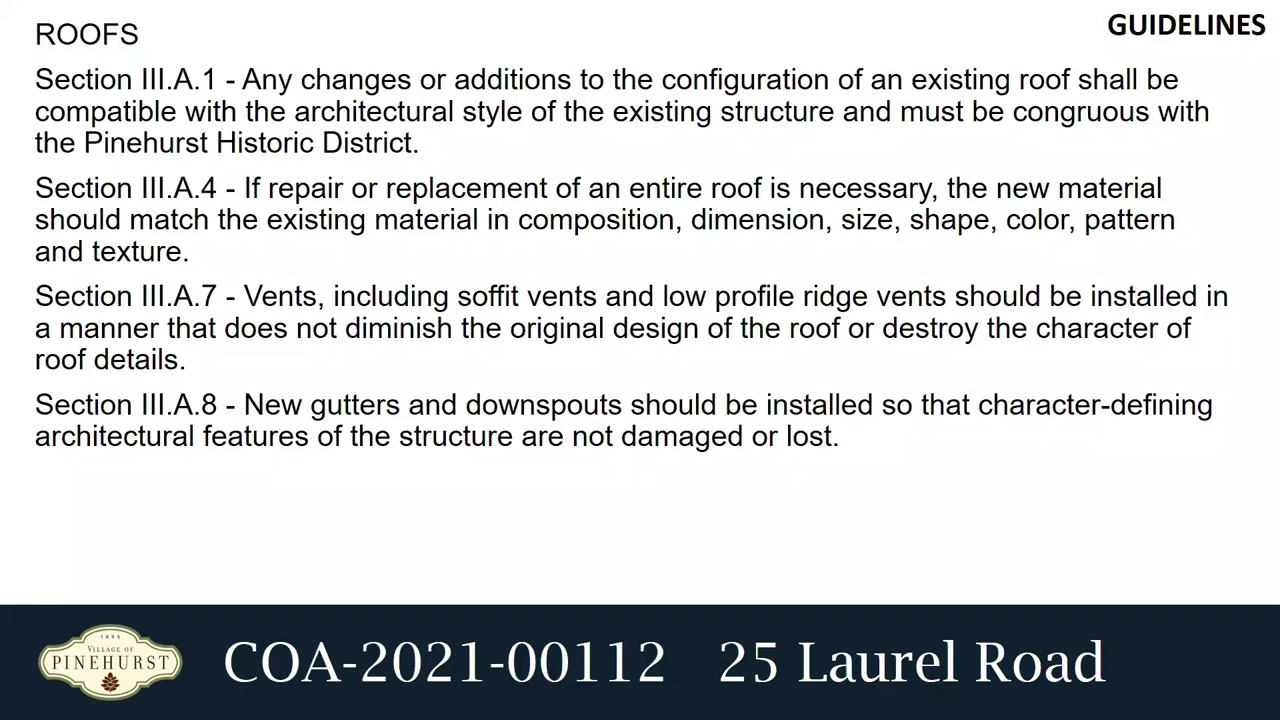 GUIDELINES
ROOFS
Section III.A.1 - Any changes or additions to the configuration of an existing roof shall be
compatible with the architectural style of the existing structure and must be congruous with
the Pinehurst Historic District.
Section III.A.4 - If repair or replacement of an entire roof is necessary, the new material
should match the existing material in composition, dimension, size, shape, color, pattern
and texture.
Section III.A.7 - Vents, including soffit vents and low profile ridge vents should be installed in
a manner that does not diminish the original design of the roof or destroy the character of
roof details.
Section III.A.8 - New gutters and downspouts should be installed so that character-defining
architectural features of the structure are not damaged or lost.
1895
VILLAGE OF
PINEHURST
COA-2021-00112 25 Laurel Road